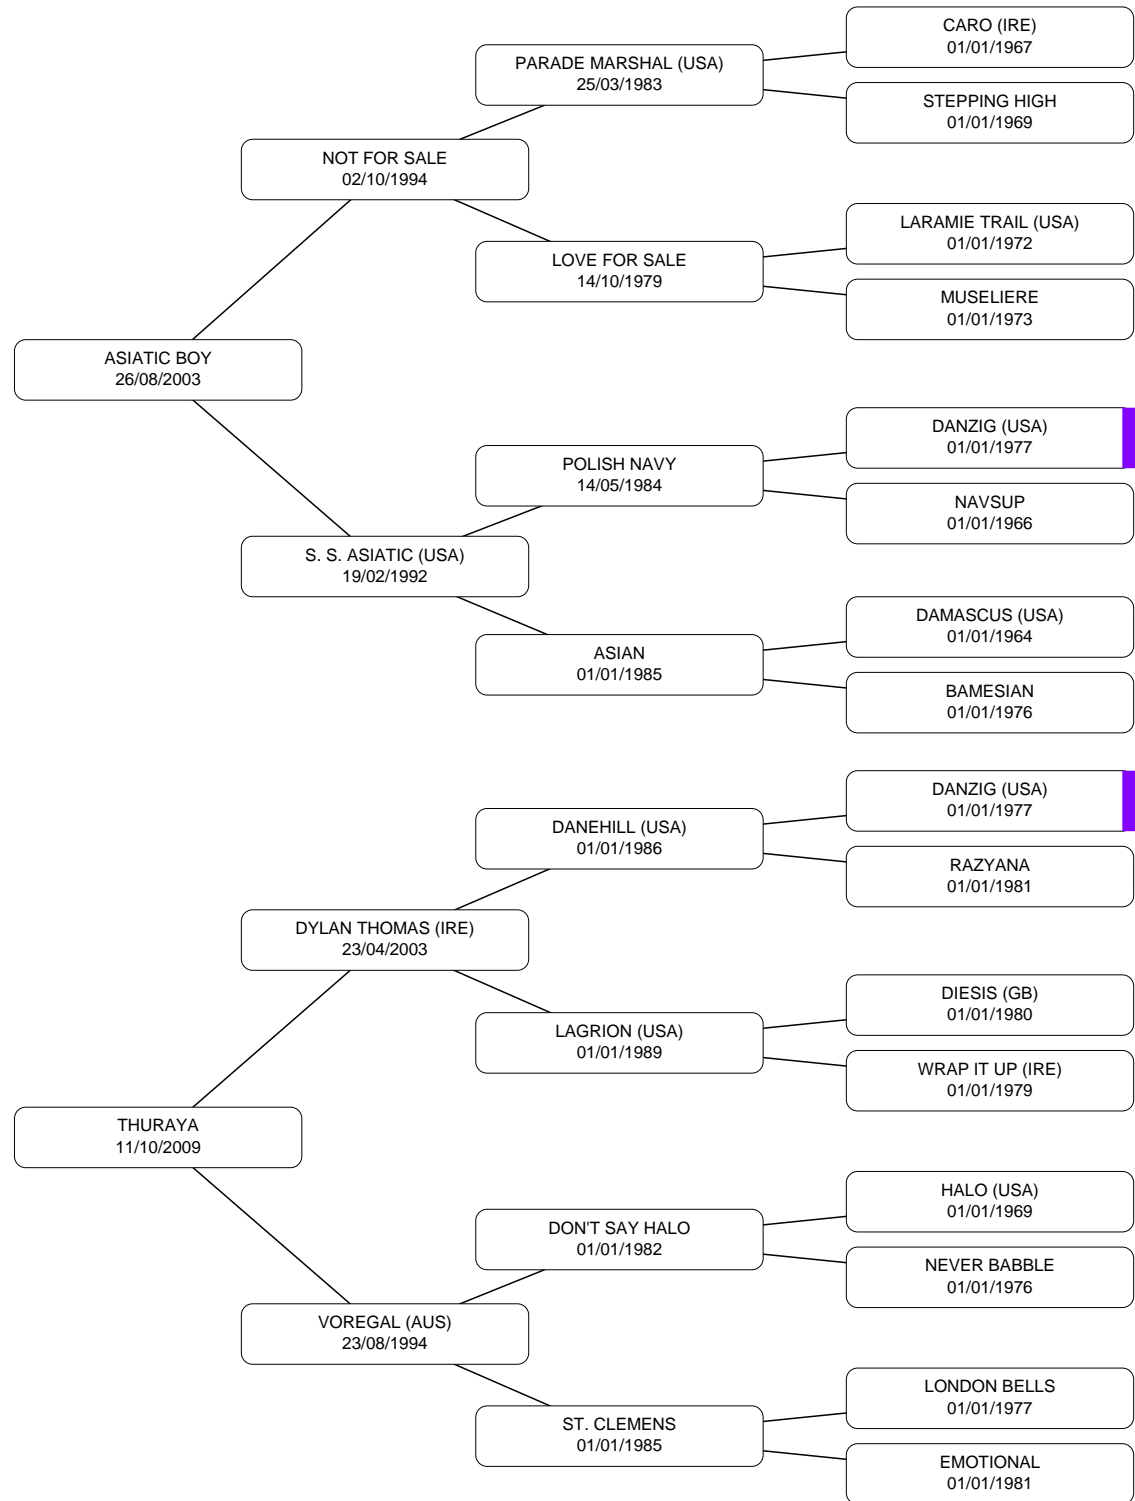 CARO (IRE)
01/01/1967
PARADE MARSHAL (USA)
25/03/1983
STEPPING HIGH
01/01/1969
NOT FOR SALE
02/10/1994
LARAMIE TRAIL (USA)
01/01/1972
LOVE FOR SALE
14/10/1979
MUSELIERE
01/01/1973
ASIATIC BOY
26/08/2003
DANZIG (USA)
01/01/1977
POLISH NAVY
14/05/1984
NAVSUP
01/01/1966
S. S. ASIATIC (USA)
19/02/1992
DAMASCUS (USA)
01/01/1964
ASIAN
01/01/1985
BAMESIAN
01/01/1976
DANZIG (USA)
01/01/1977
DANEHILL (USA)
01/01/1986
RAZYANA
01/01/1981
DYLAN THOMAS (IRE)
23/04/2003
DIESIS (GB)
01/01/1980
LAGRION (USA)
01/01/1989
WRAP IT UP (IRE)
01/01/1979
THURAYA
11/10/2009
HALO (USA)
01/01/1969
DON'T SAY HALO
01/01/1982
NEVER BABBLE
01/01/1976
VOREGAL (AUS)
23/08/1994
LONDON BELLS
01/01/1977
ST. CLEMENS
01/01/1985
EMOTIONAL
01/01/1981